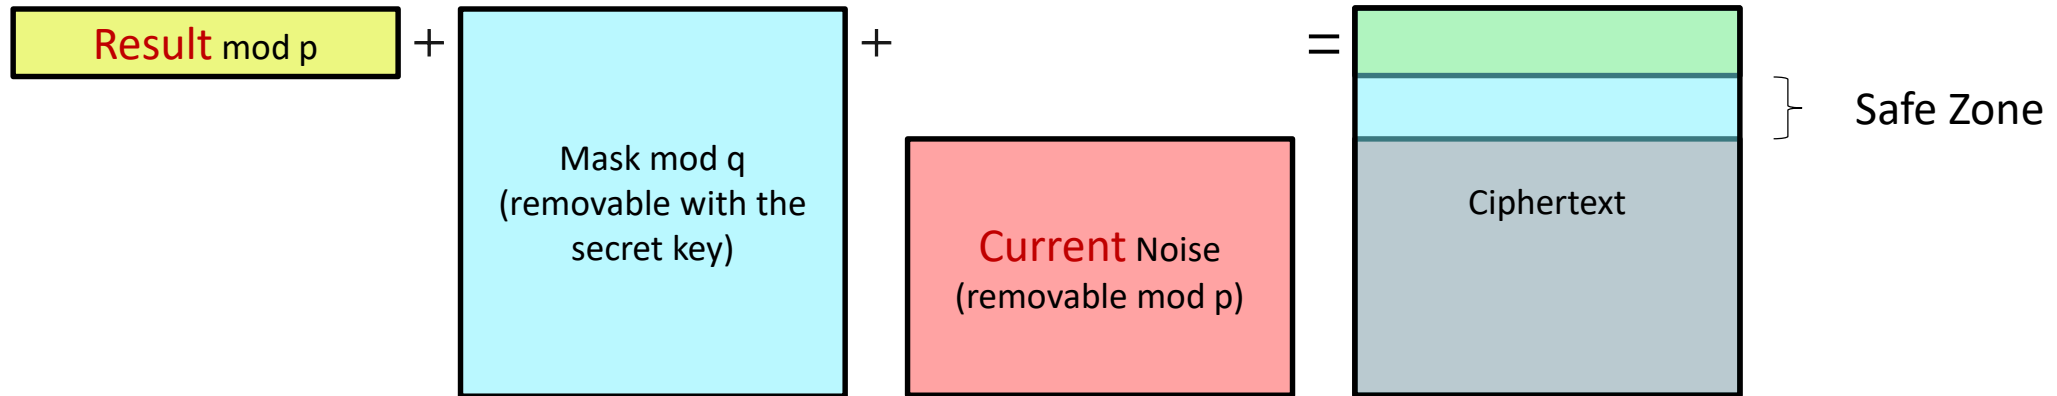 Result mod p
+
+
=
Safe Zone
Mask mod q
(removable with the
secret key)
Current Noise
(removable mod p)
Ciphertext